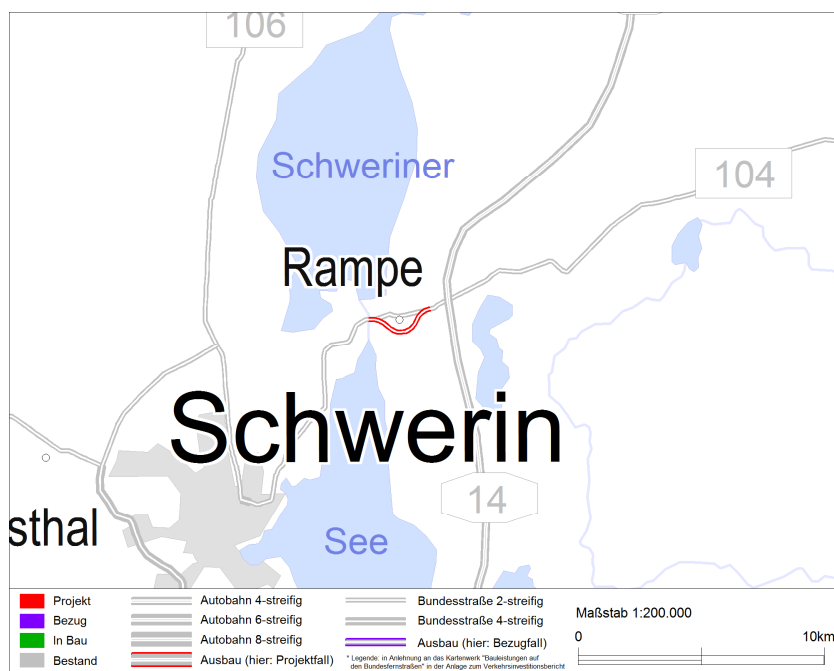 106
Schweriner
104
Rampe
Schwerin
14
sthal
See
Projekt
Bezug
In Bau
Bestand
Autobahn 4-streifig
Autobahn 6-streifig
Autobahn 8-streifig
Ausbau (hier: Projektfall)
Bundesstraße 2-streifig
Bundesstraße 4-streifig
Ausbau (hier: Bezugfall)
* Legende: in Anlehnung an das Kartenwerk "Bauleistungen auf
den Bundesfernstraßen" in der Anlage zum Verkehrsinvestitionsbericht
Maßstab 1:200.000
0 10km